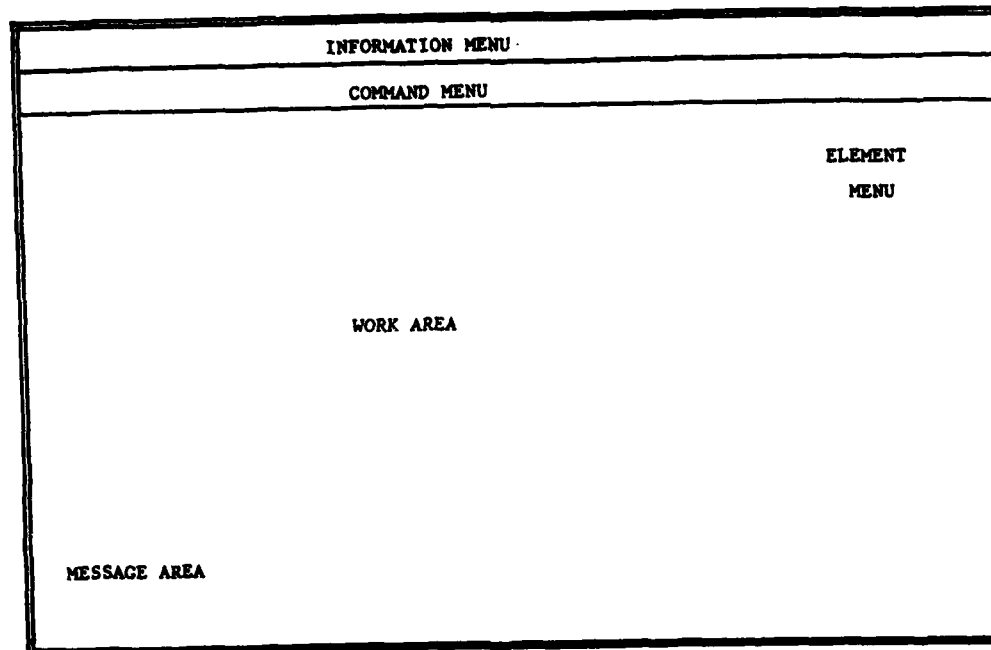 INFORMATION MENU
COMMAND MENU
ELEMENT
MENU
WORK AREA
MESSAGE AREA